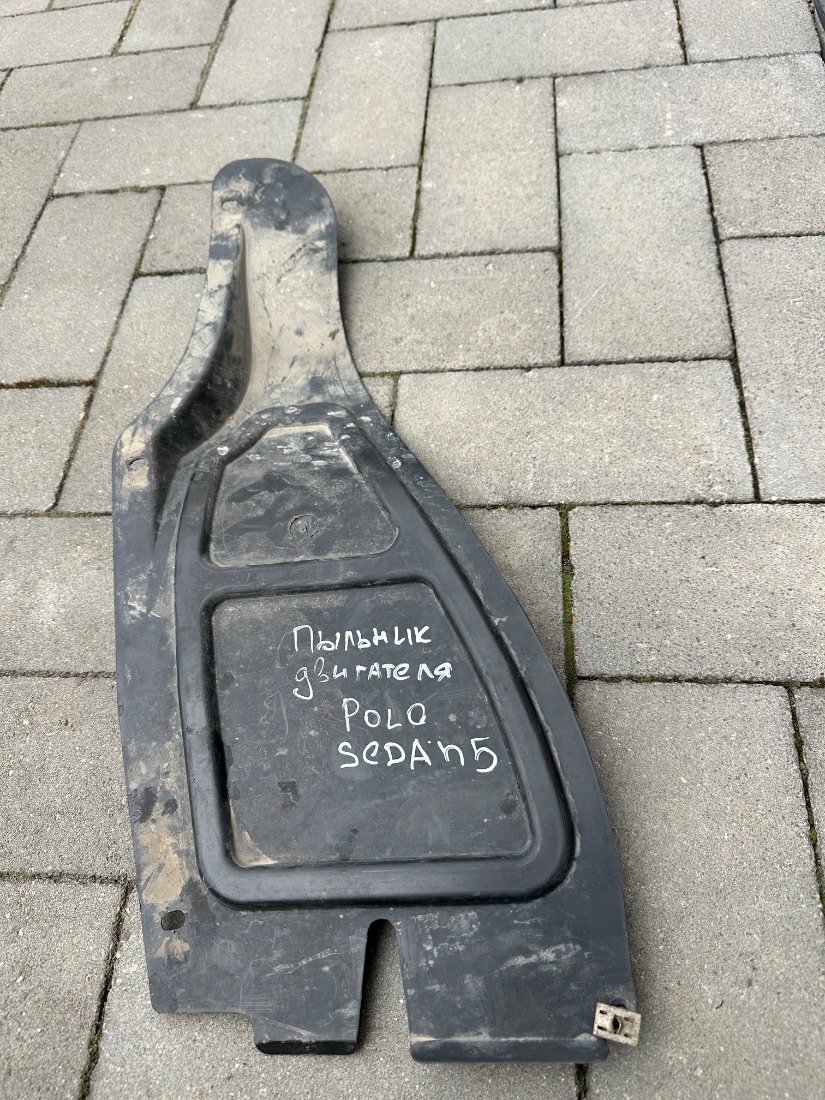 Пыльник
двигателя
POLO
SEDAN5